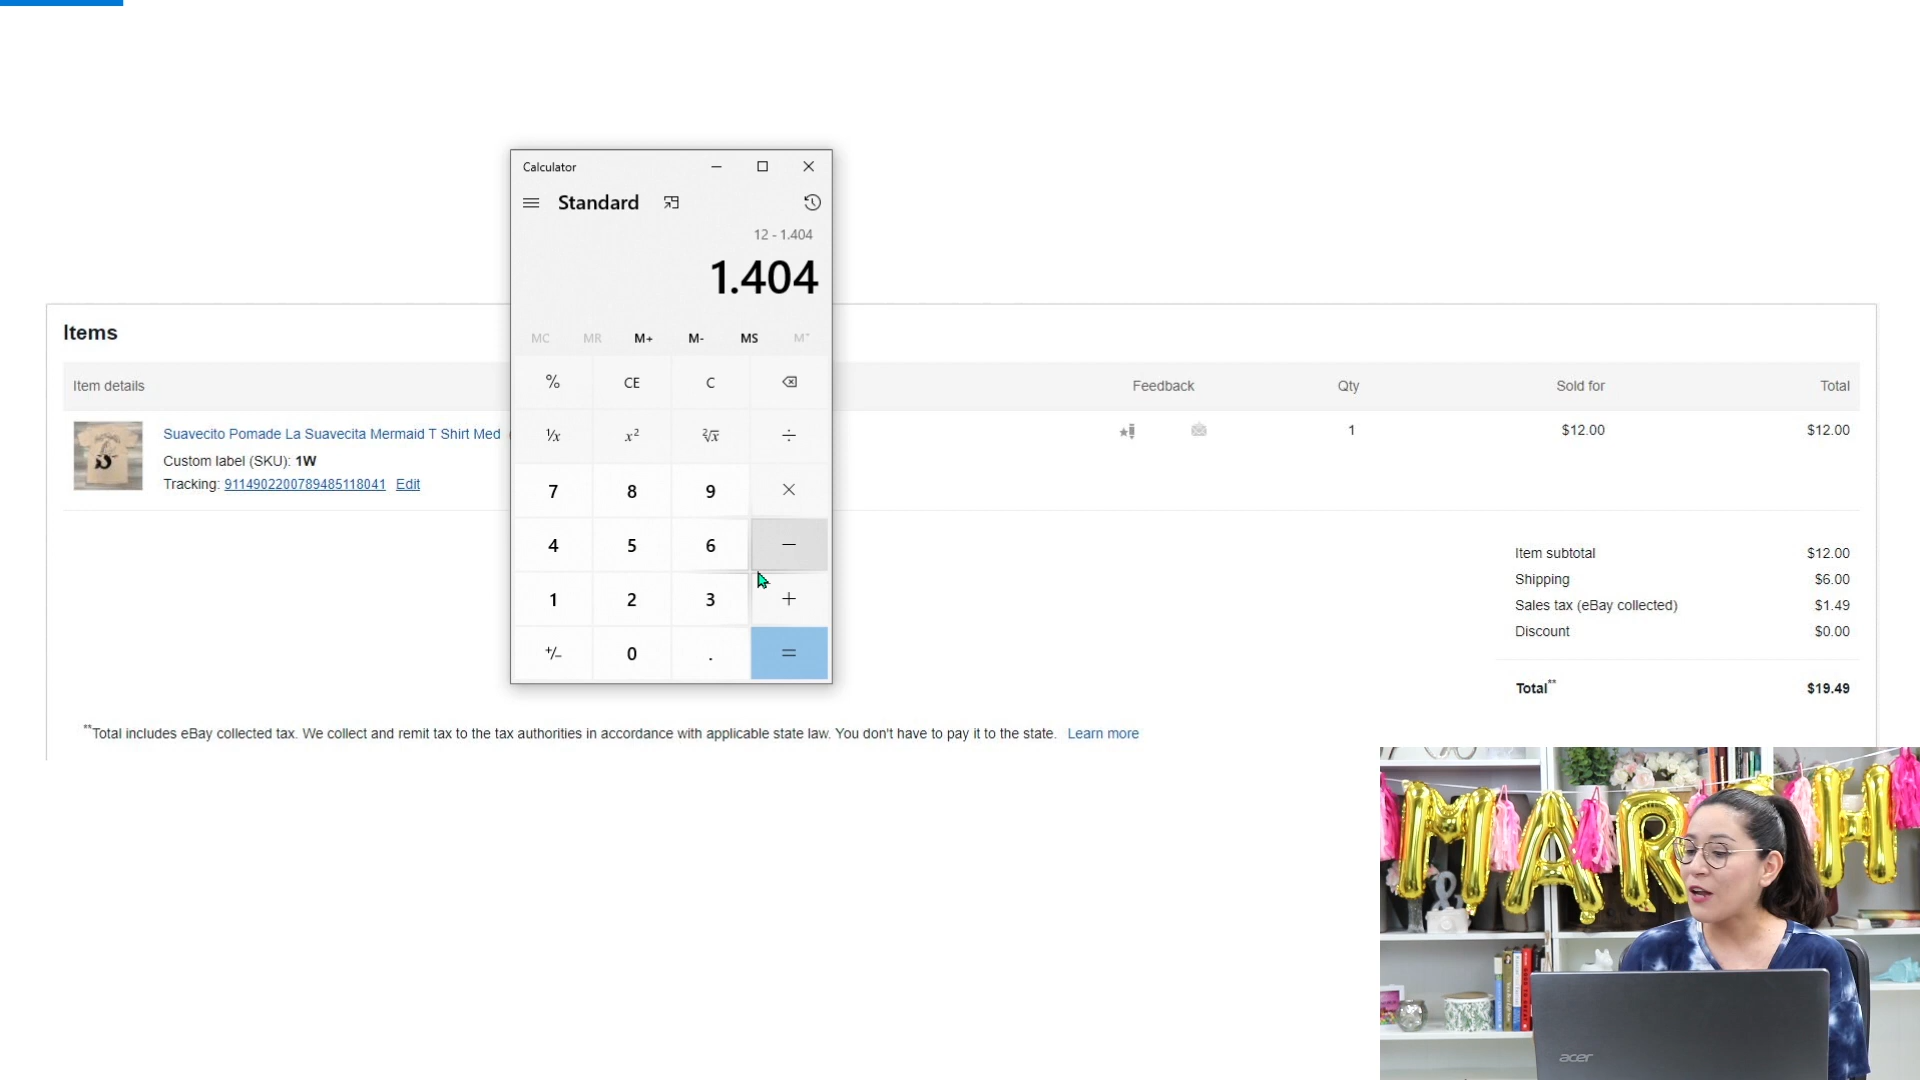 Calculator
Standard
12 - 1.404
1.404
MC MR M+ M- MS M˅
% CE C
¹/x x² ²√x ÷
7 8 9 ×
4 5 6 −
1 2 3 +
+/− 0 . =
Items
Item details Feedback Qty Sold for Total
Suavecito Pomade La Suavecita Mermaid T Shirt Med 1 $12.00 $12.00
Custom label (SKU): 1W
Tracking: 9114902200789485118041 Edit
Item subtotal $12.00
Shipping $6.00
Sales tax (eBay collected) $1.49
Discount $0.00
Total** $19.49
**Total includes eBay collected tax. We collect and remit tax to the tax authorities in accordance with applicable state law. You don't have to pay it to the state. Learn more
MAR H
acer